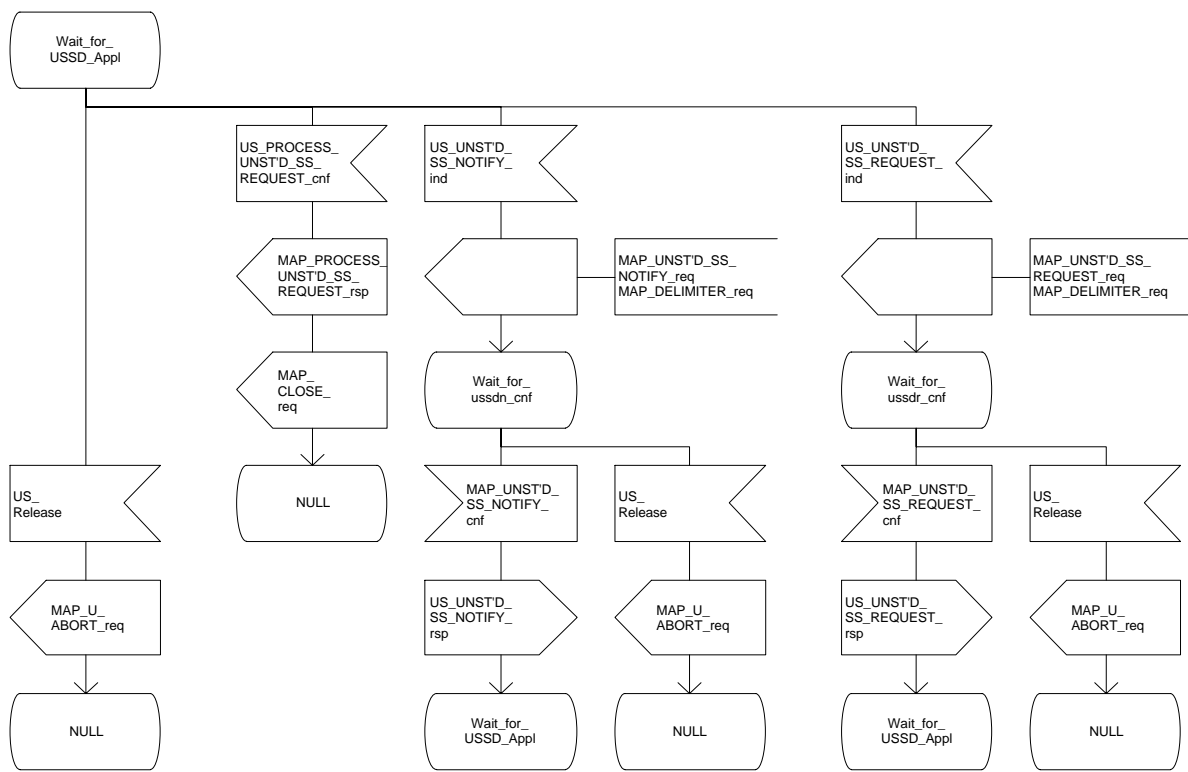 Wait_for_
USSD_Appl
US_PROCESS_
UNST'D_SS_
REQUEST_cnf
US_UNST'D_
SS_NOTIFY_
ind
US_UNST'D_
SS_REQUEST_
ind
MAP_PROCESS_
UNST'D_SS_
REQUEST_rsp
MAP_UNST'D_SS_
NOTIFY_req
MAP_DELIMITER_req
MAP_UNST'D_SS_
REQUEST_req
MAP_DELIMITER_req
MAP_
CLOSE_
req
Wait_for_
ussdn_cnf
Wait_for_
ussdr_cnf
US_
Release
NULL
MAP_UNST'D_
SS_NOTIFY_
cnf
US_
Release
MAP_UNST'D_
SS_REQUEST_
cnf
US_
Release
MAP_U_
ABORT_req
US_UNST'D_
SS_NOTIFY_
rsp
MAP_U_
ABORT_req
US_UNST'D_
SS_REQUEST_
rsp
MAP_U_
ABORT_req
NULL
Wait_for_
USSD_Appl
NULL
Wait_for_
USSD_Appl
NULL